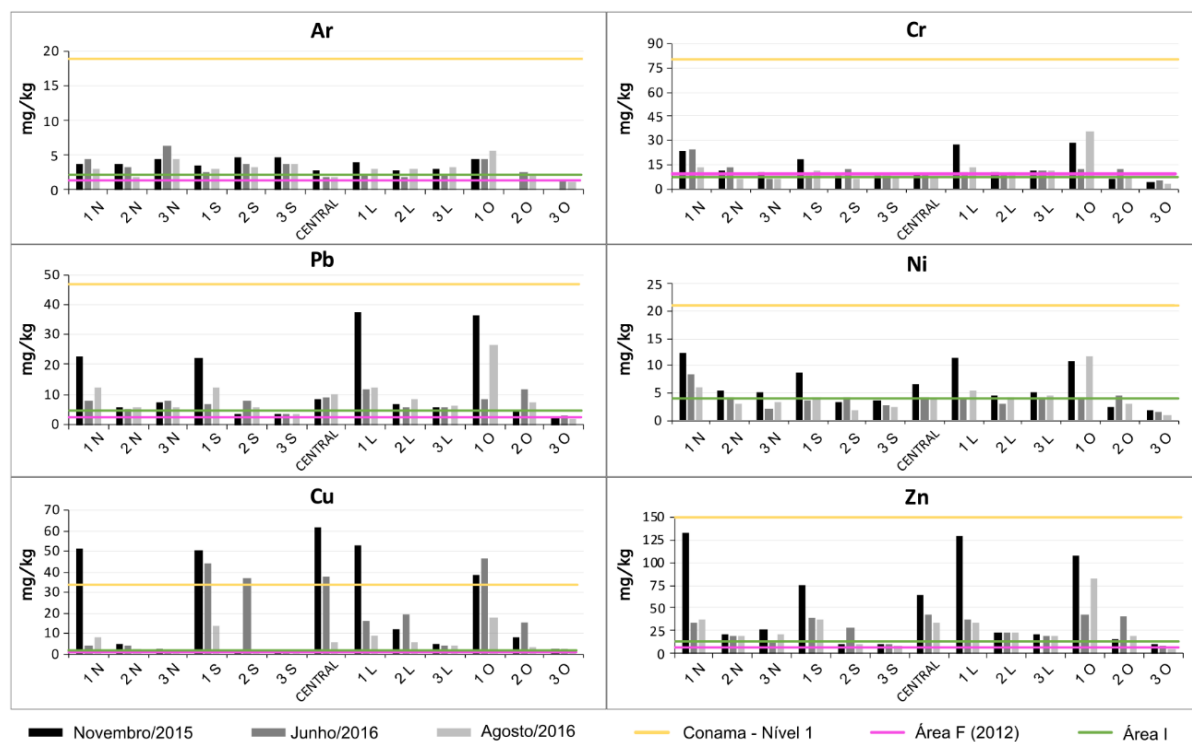 Ar
mg/kg
20
15
10
5
0
1 N
2 N
3 N
1 S
2 S
3 S
CENTRAL
1 L
2 L
3 L
1 O
2 O
3 O
Cr
mg/kg
90
75
60
45
30
15
0
1 N
2 N
3 N
1 S
2 S
3 S
CENTRAL
1 L
2 L
3 L
1 O
2 O
3 O
Pb
mg/kg
50
40
30
20
10
0
1 N
2 N
3 N
1 S
2 S
3 S
CENTRAL
1 L
2 L
3 L
1 O
2 O
3 O
Ni
mg/kg
25
20
15
10
5
0
1 N
2 N
3 N
1 S
2 S
3 S
CENTRAL
1 L
2 L
3 L
1 O
2 O
3 O
Cu
mg/kg
70
60
50
40
30
20
10
0
1 N
2 N
3 N
1 S
2 S
3 S
CENTRAL
1 L
2 L
3 L
1 O
2 O
3 O
Zn
mg/kg
150
125
100
75
50
25
0
1 N
2 N
3 N
1 S
2 S
3 S
CENTRAL
1 L
2 L
3 L
1 O
2 O
3 O
Novembro/2015 Junho/2016 Agosto/2016 Conama - Nível 1 Área F (2012) Área I